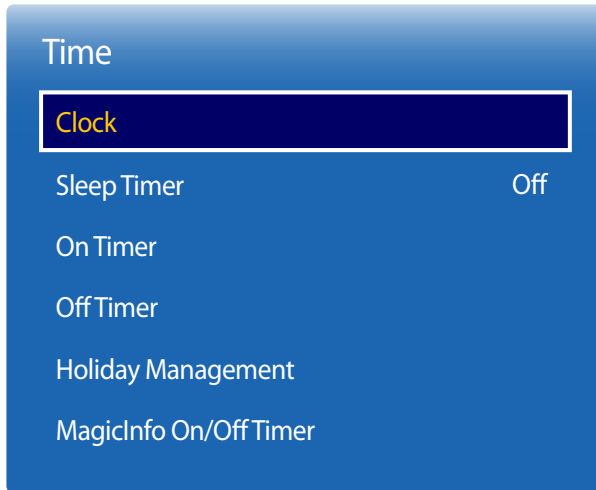 Time
Clock
Sleep Timer Off
On Timer
Off Timer
Holiday Management
MagicInfo On/Off Timer